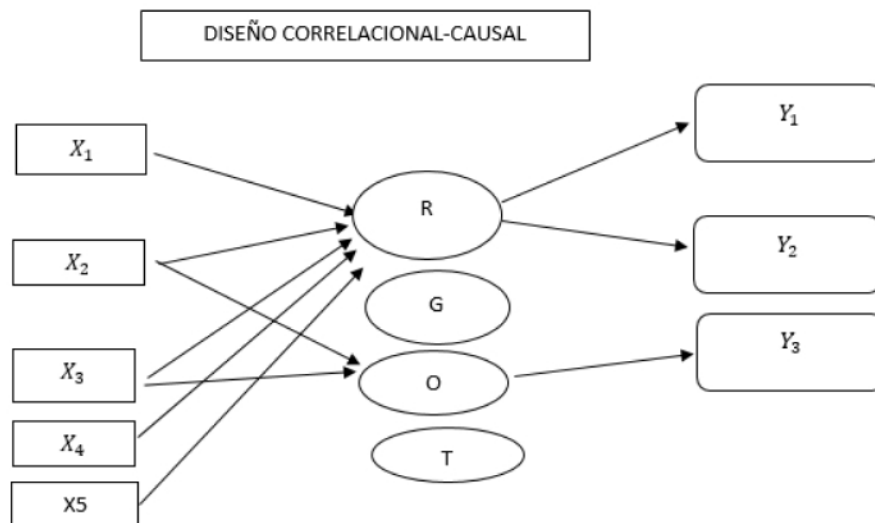 DISEÑO CORRELACIONAL-CAUSAL
X₁
X₂
X₃
X₄
X5
R
G
O
T
Y₁
Y₂
Y₃